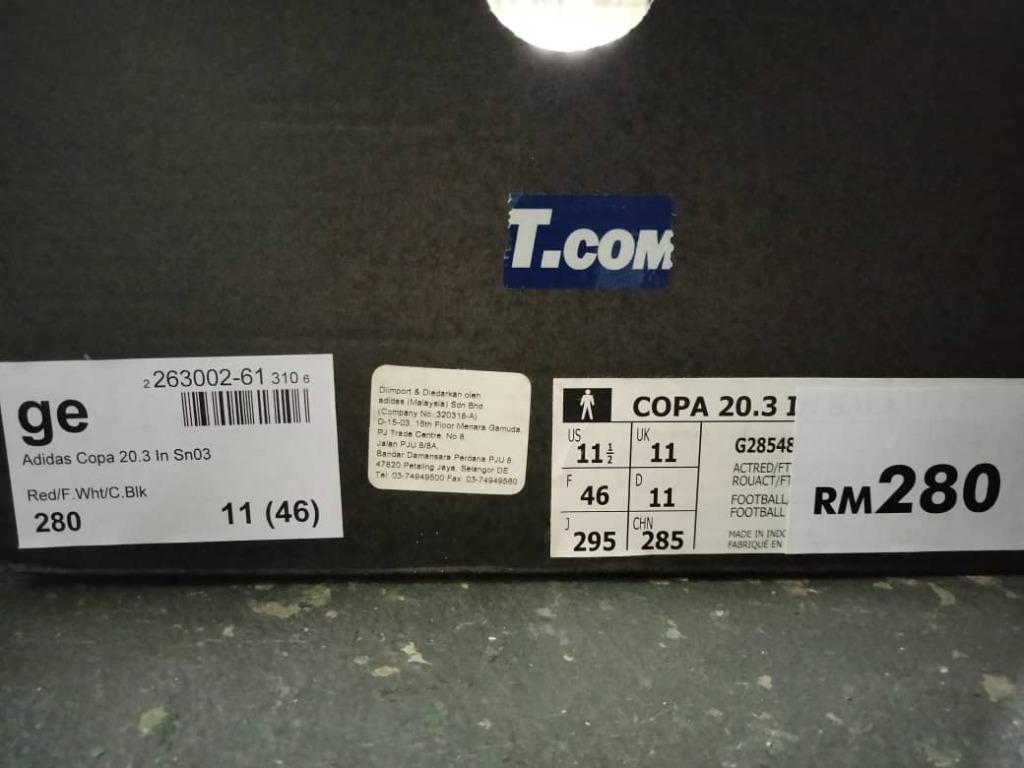 T.COM
2 263002-61 310 6
ge
Adidas Copa 20.3 In Sn03
Red/F.Wht/C.Blk
280
11 (46)
Diimport & Diedarkan oleh
adidas (Malaysia) Sdn Bhd
(Company No: 320318-A)
D-15-03, 15th Floor Menara Gamuda
PJ Trade Centre, No 8
Jalan PJU 8/8A,
Bandar Damansara Perdana PJU 8
47820 Petaling Jaya, Selangor DE
Tel: 03-74949500 Fax: 03-74949560
COPA 20.3 I
US
11½
UK
11
F
46
D
11
J
295
CHN
285
G28548
ACTRED/FT
ROUACT/FT
FOOTBALL
FOOTBALL
MADE IN INDO
FABRIQUÉ EN
RM280